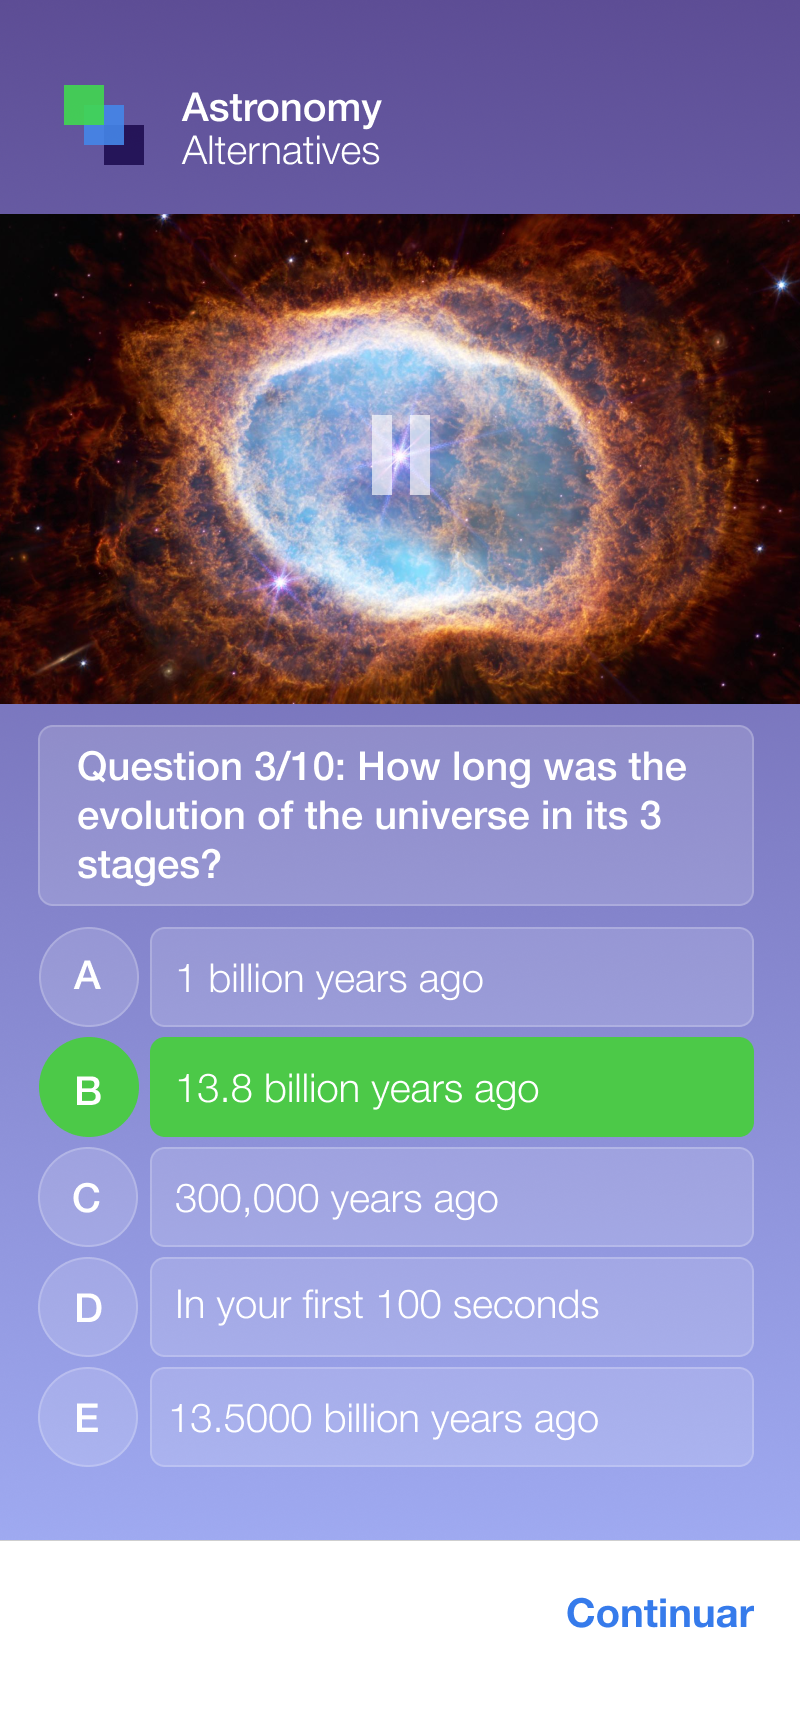 Astronomy
Alternatives
Question 3/10: How long was the
evolution of the universe in its 3
stages?
A
1 billion years ago
B
13.8 billion years ago
C
300,000 years ago
D
In your first 100 seconds
E
13.5000 billion years ago
Continuar